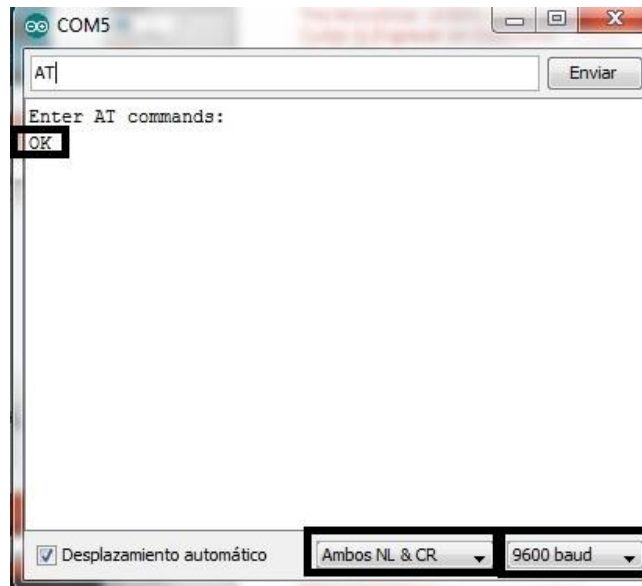 COM5
AT
Enviar
Enter AT commands:
OK
Desplazamiento automático
Ambos NL & CR
9600 baud